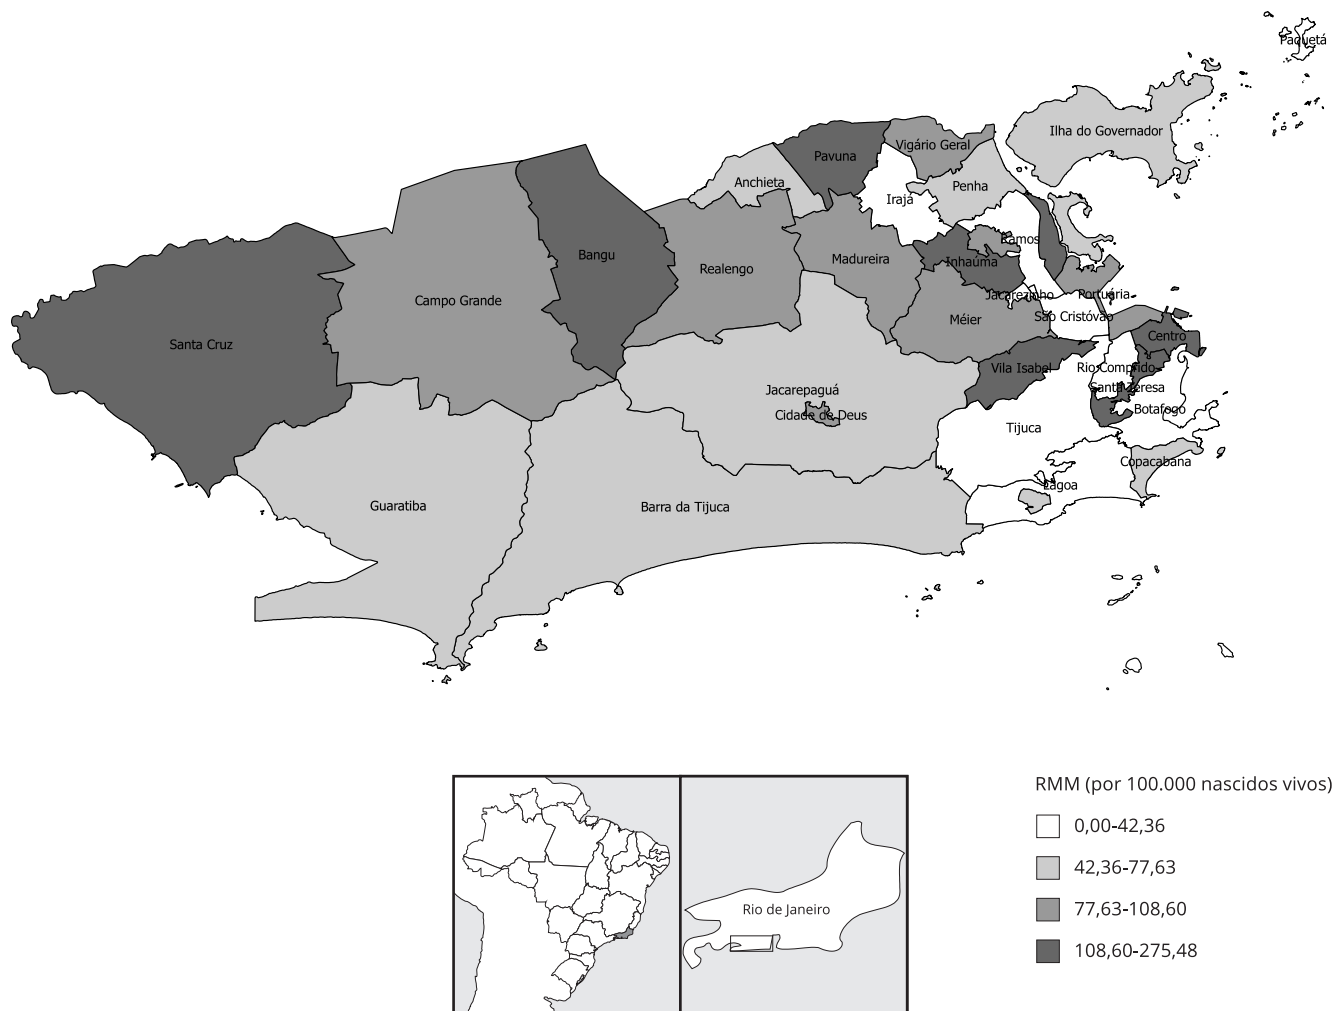 Paquetá
Ilha do Governador
Vigário Geral
Pavuna
Anchieta
Penha
Irajá
Ramos
Bangu
Madureira
Inhaúma
Realengo
Jacarezinho
Portuária
Campo Grande
São Cristóvão
Méier
Centro
Santa Cruz
Vila Isabel
Rio Comprido
Santa Teresa
Jacarepaguá
Botafogo
Cidade de Deus
Tijuca
Copacabana
Lagoa
Guaratiba
Barra da Tijuca
RMM (por 100.000 nascidos vivos)
0,00-42,36
42,36-77,63
77,63-108,60
108,60-275,48
Rio de Janeiro